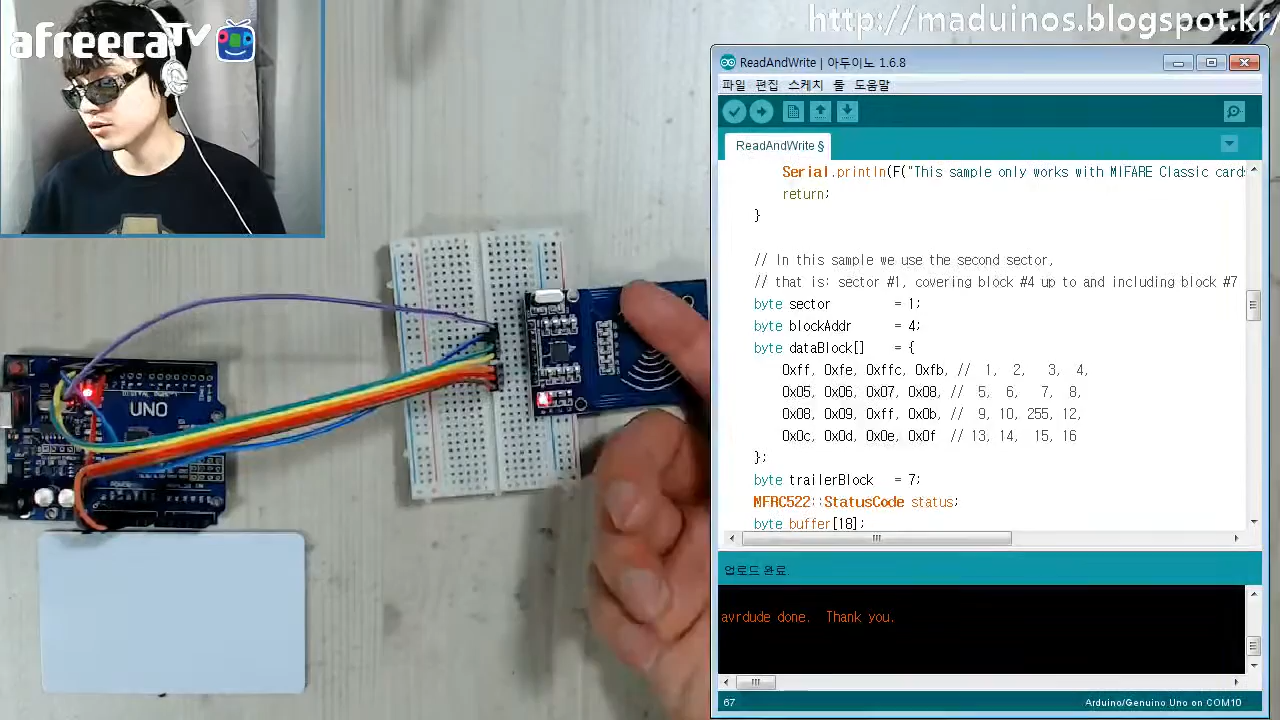 http://maduinos.blogspot.kr/
afreecaTV
ReadAndWrite | 아두이노 1.6.8
파일 편집 스케치 툴 도움말
ReadAndWrite §
Serial.println(F("This sample only works with MIFARE Classic card
return;
}
// In this sample we use the second sector,
// that is: sector #1, covering block #4 up to and including block #7
byte sector = 1;
byte blockAddr = 4;
byte dataBlock[] = {
0xff, 0xfe, 0xffc, 0xfb, // 1, 2, 3, 4,
0x05, 0x06, 0x07, 0x08, // 5, 6, 7, 8,
0x08, 0x09, 0xff, 0x0b, // 9, 10, 255, 12,
0x0c, 0x0d, 0x0e, 0x0f // 13, 14, 15, 16
};
byte trailerBlock = 7;
MFRC522::StatusCode status;
byte buffer[18];
업로드 완료.
avrdude done. Thank you.
67
Arduino/Genuino Uno on COM10
UNO